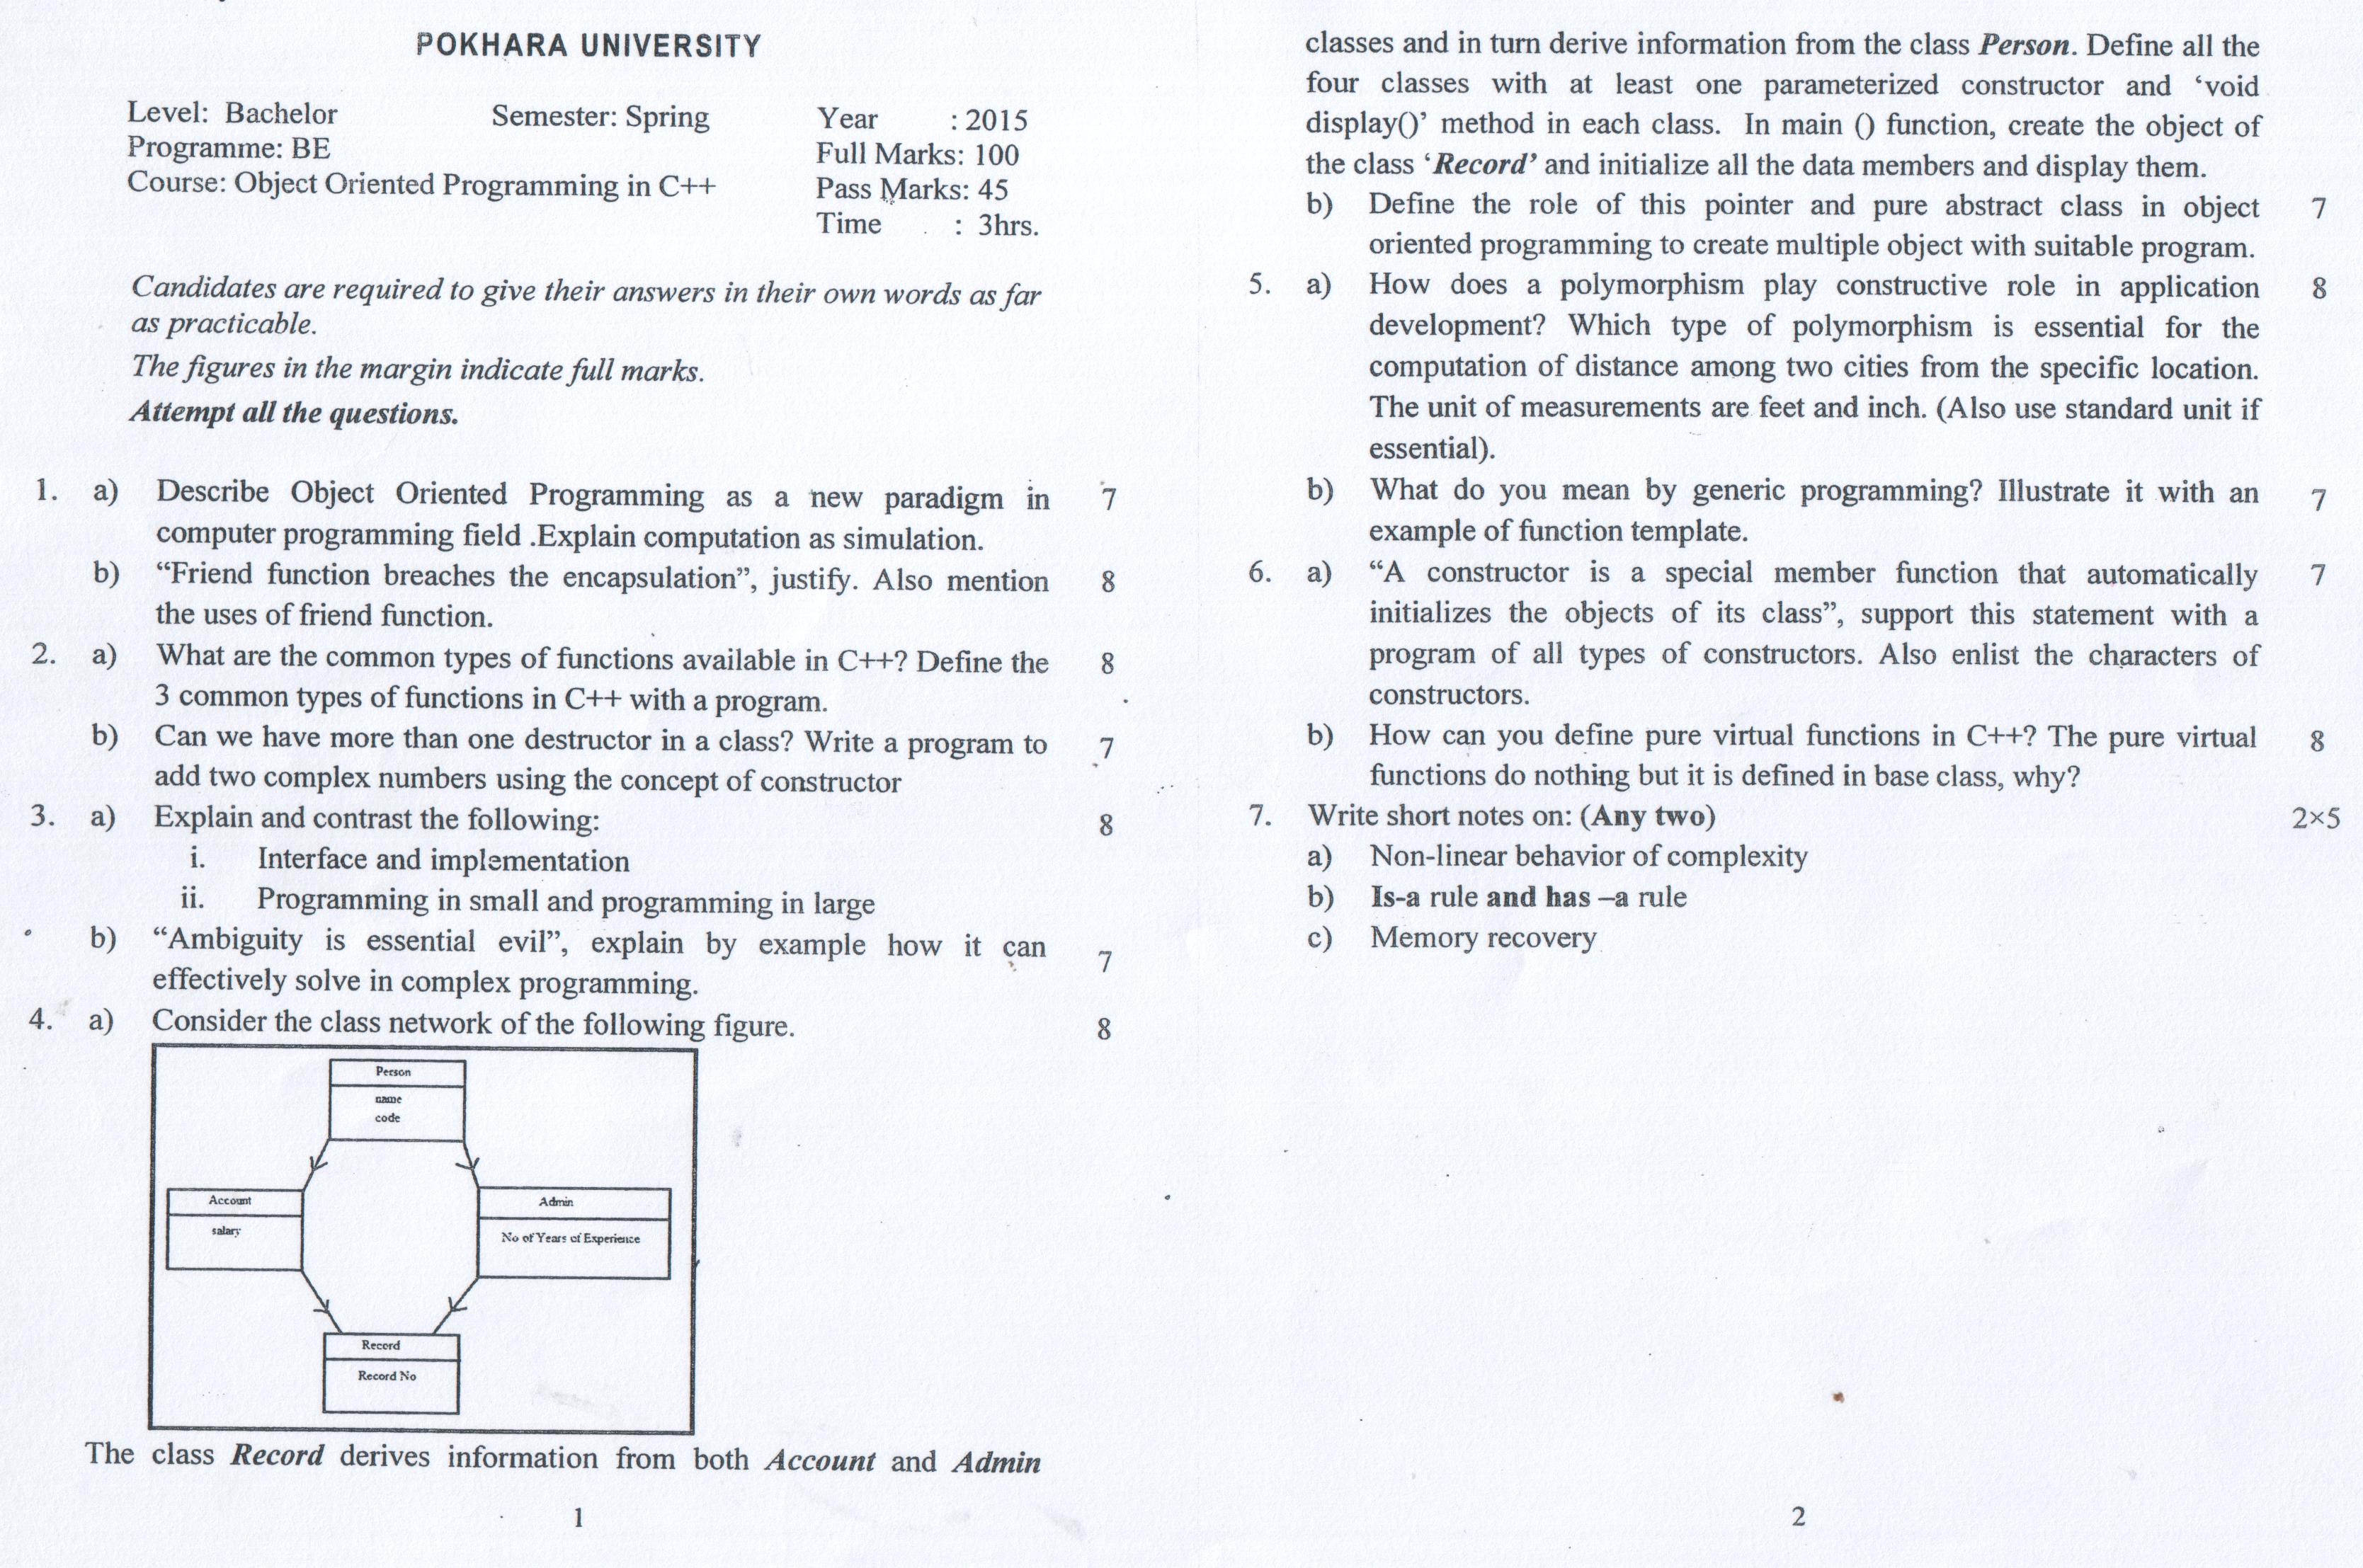 POKHARA UNIVERSITY
Level: Bachelor Semester: Spring Year : 2015
Programme: BE Full Marks: 100
Course: Object Oriented Programming in C++ Pass Marks: 45
Time : 3hrs.
Candidates are required to give their answers in their own words as far
as practicable.
The figures in the margin indicate full marks.
Attempt all the questions.
1. a) Describe Object Oriented Programming as a new paradigm in 7
computer programming field .Explain computation as simulation.
b) “Friend function breaches the encapsulation”, justify. Also mention 8
the uses of friend function.
2. a) What are the common types of functions available in C++? Define the 8
3 common types of functions in C++ with a program.
b) Can we have more than one destructor in a class? Write a program to 7
add two complex numbers using the concept of constructor
3. a) Explain and contrast the following: 8
i. Interface and implementation
ii. Programming in small and programming in large
b) “Ambiguity is essential evil”, explain by example how it can 7
effectively solve in complex programming.
4. a) Consider the class network of the following figure. 8
Person
name
code
Account
salary
Admin
No of Years of Experience
Record
Record No
The class Record derives information from both Account and Admin
1
classes and in turn derive information from the class Person. Define all the
four classes with at least one parameterized constructor and ‘void
display()’ method in each class. In main () function, create the object of
the class ‘Record’ and initialize all the data members and display them.
b) Define the role of this pointer and pure abstract class in object 7
oriented programming to create multiple object with suitable program.
5. a) How does a polymorphism play constructive role in application 8
development? Which type of polymorphism is essential for the
computation of distance among two cities from the specific location.
The unit of measurements are feet and inch. (Also use standard unit if
essential).
b) What do you mean by generic programming? Illustrate it with an 7
example of function template.
6. a) “A constructor is a special member function that automatically 7
initializes the objects of its class”, support this statement with a
program of all types of constructors. Also enlist the characters of
constructors.
b) How can you define pure virtual functions in C++? The pure virtual 8
functions do nothing but it is defined in base class, why?
7. Write short notes on: (Any two) 2×5
a) Non-linear behavior of complexity
b) Is-a rule and has –a rule
c) Memory recovery
2